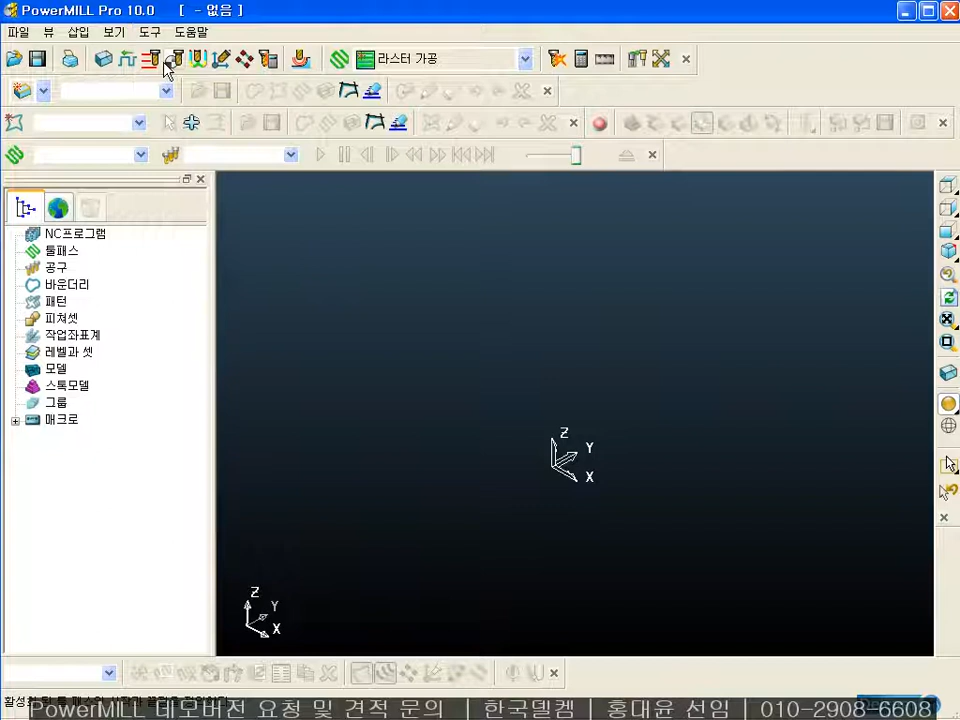 PowerMILL Pro 10.0 [ - 없음 ]
파일 뷰 삽입 보기 도구 도움말
라스터 가공
NC프로그램
툴패스
공구
바운더리
패턴
피쳐셋
작업좌표계
레벨과 셋
모델
스톡모델
그룹
매크로
Z
Y
X
Z
Y
X
PowerMILL 데모버전 요청 및 견적 문의 | 한국델켐 | 홍대윤 선임 | 010-2908-6608